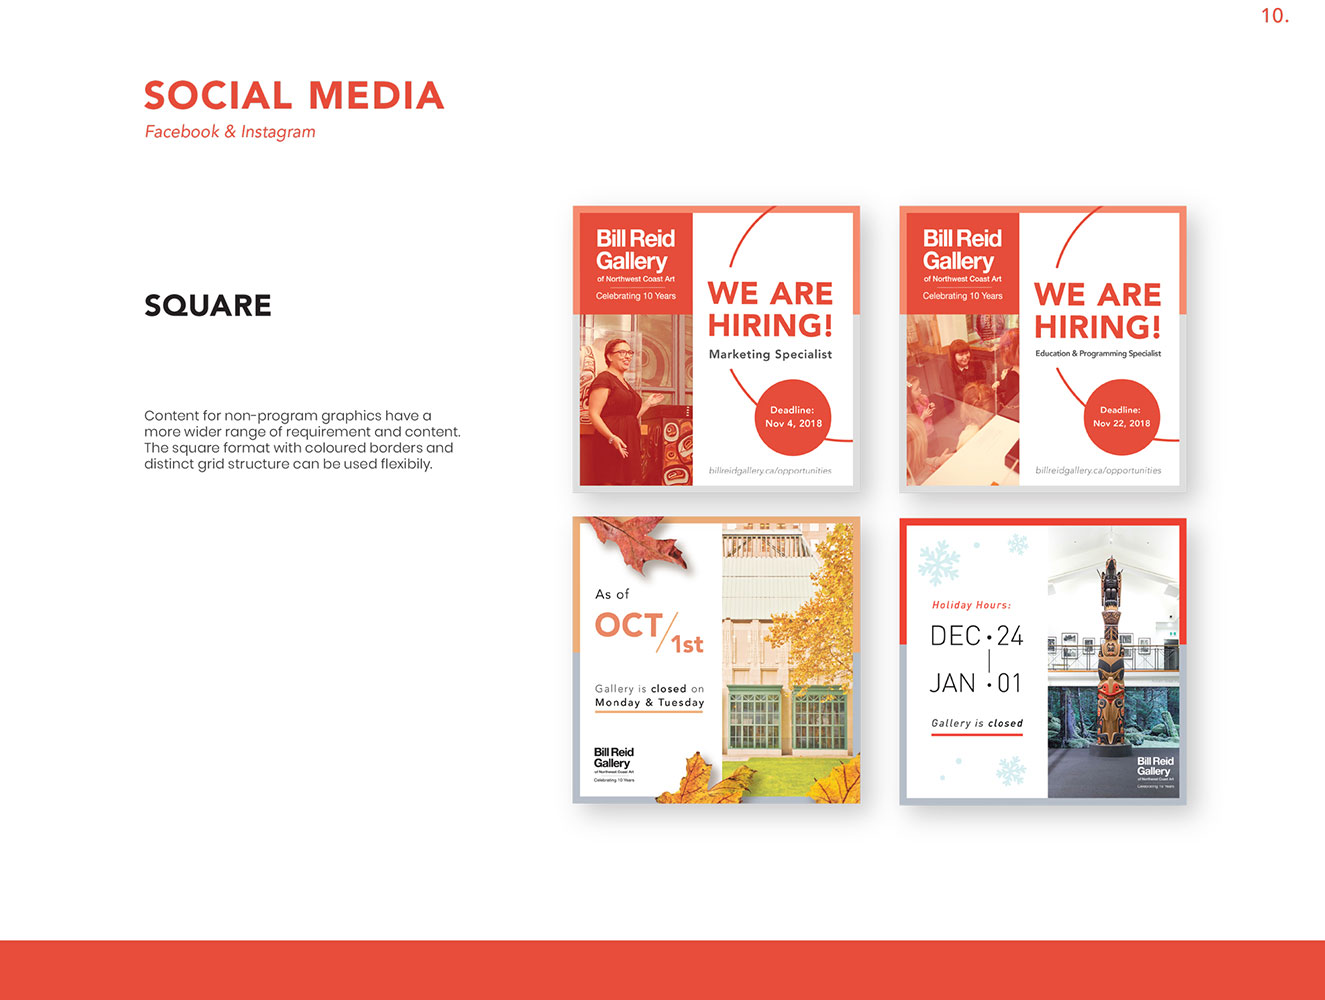 10.
SOCIAL MEDIA
Facebook & Instagram
SQUARE
Content for non-program graphics have a
more wider range of requirement and content.
The square format with coloured borders and
distinct grid structure can be used flexibily.
Bill Reid
Gallery
of Northwest Coast Art
Celebrating 10 Years
WE ARE
HIRING!
Marketing Specialist
Deadline:
Nov 4, 2018
billreidgallery.ca/opportunities
Bill Reid
Gallery
of Northwest Coast Art
Celebrating 10 Years
WE ARE
HIRING!
Education & Programming Specialist
Deadline:
Nov 22, 2018
billreidgallery.ca/opportunities
As of
OCT/1st
Gallery is closed on
Monday & Tuesday
Bill Reid
Gallery
of Northwest Coast Art
Celebrating 10 Years
Holiday Hours:
DEC • 24
JAN • 01
Gallery is closed
Bill Reid
Gallery
of Northwest Coast Art
Celebrating 10 Years